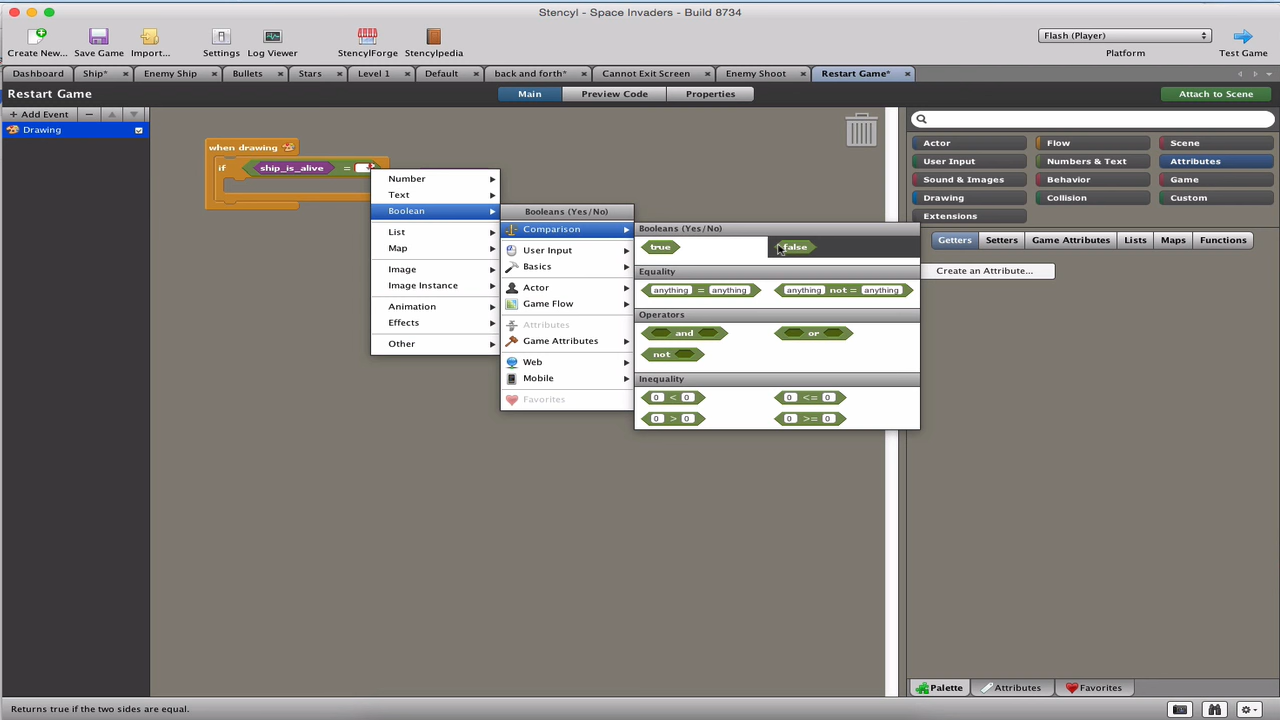 Stencyl - Space Invaders - Build 8734
Create New... Save Game Import... Settings Log Viewer StencylForge Stencylpedia Flash (Player) Platform Test Game
Dashboard Ship* Enemy Ship Bullets Stars Level 1 Default back and forth* Cannot Exit Screen Enemy Shoot Restart Game*
Restart Game Main Preview Code Properties Attach to Scene
+ Add Event
Drawing
when drawing
if ship_is_alive =
Number
Text
Boolean
List
Map
Image
Image Instance
Animation
Effects
Other
Booleans (Yes/No)
Comparison
User Input
Basics
Actor
Game Flow
Attributes
Game Attributes
Web
Mobile
Favorites
Booleans (Yes/No)
true false
Equality
anything = anything anything not = anything
Operators
and or
not
Inequality
0 < 0 0 <= 0
0 > 0 0 >= 0
Actor Flow Scene
User Input Numbers & Text Attributes
Sound & Images Behavior Game
Drawing Collision Custom
Extensions
Getters Setters Game Attributes Lists Maps Functions
Create an Attribute...
Palette Attributes Favorites
Returns true if the two sides are equal.